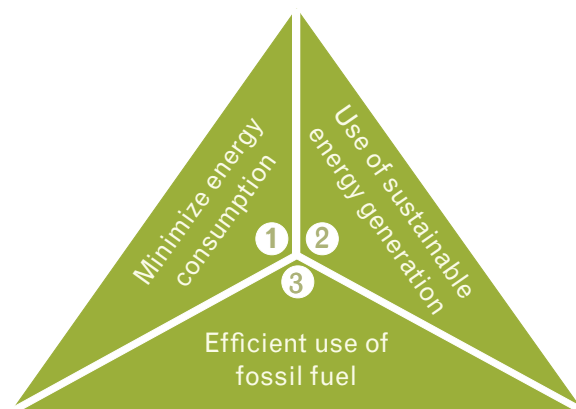 Minimize energy
consumption
1
Use of sustainable
energy generation
2
3
Efficient use of
fossil fuel